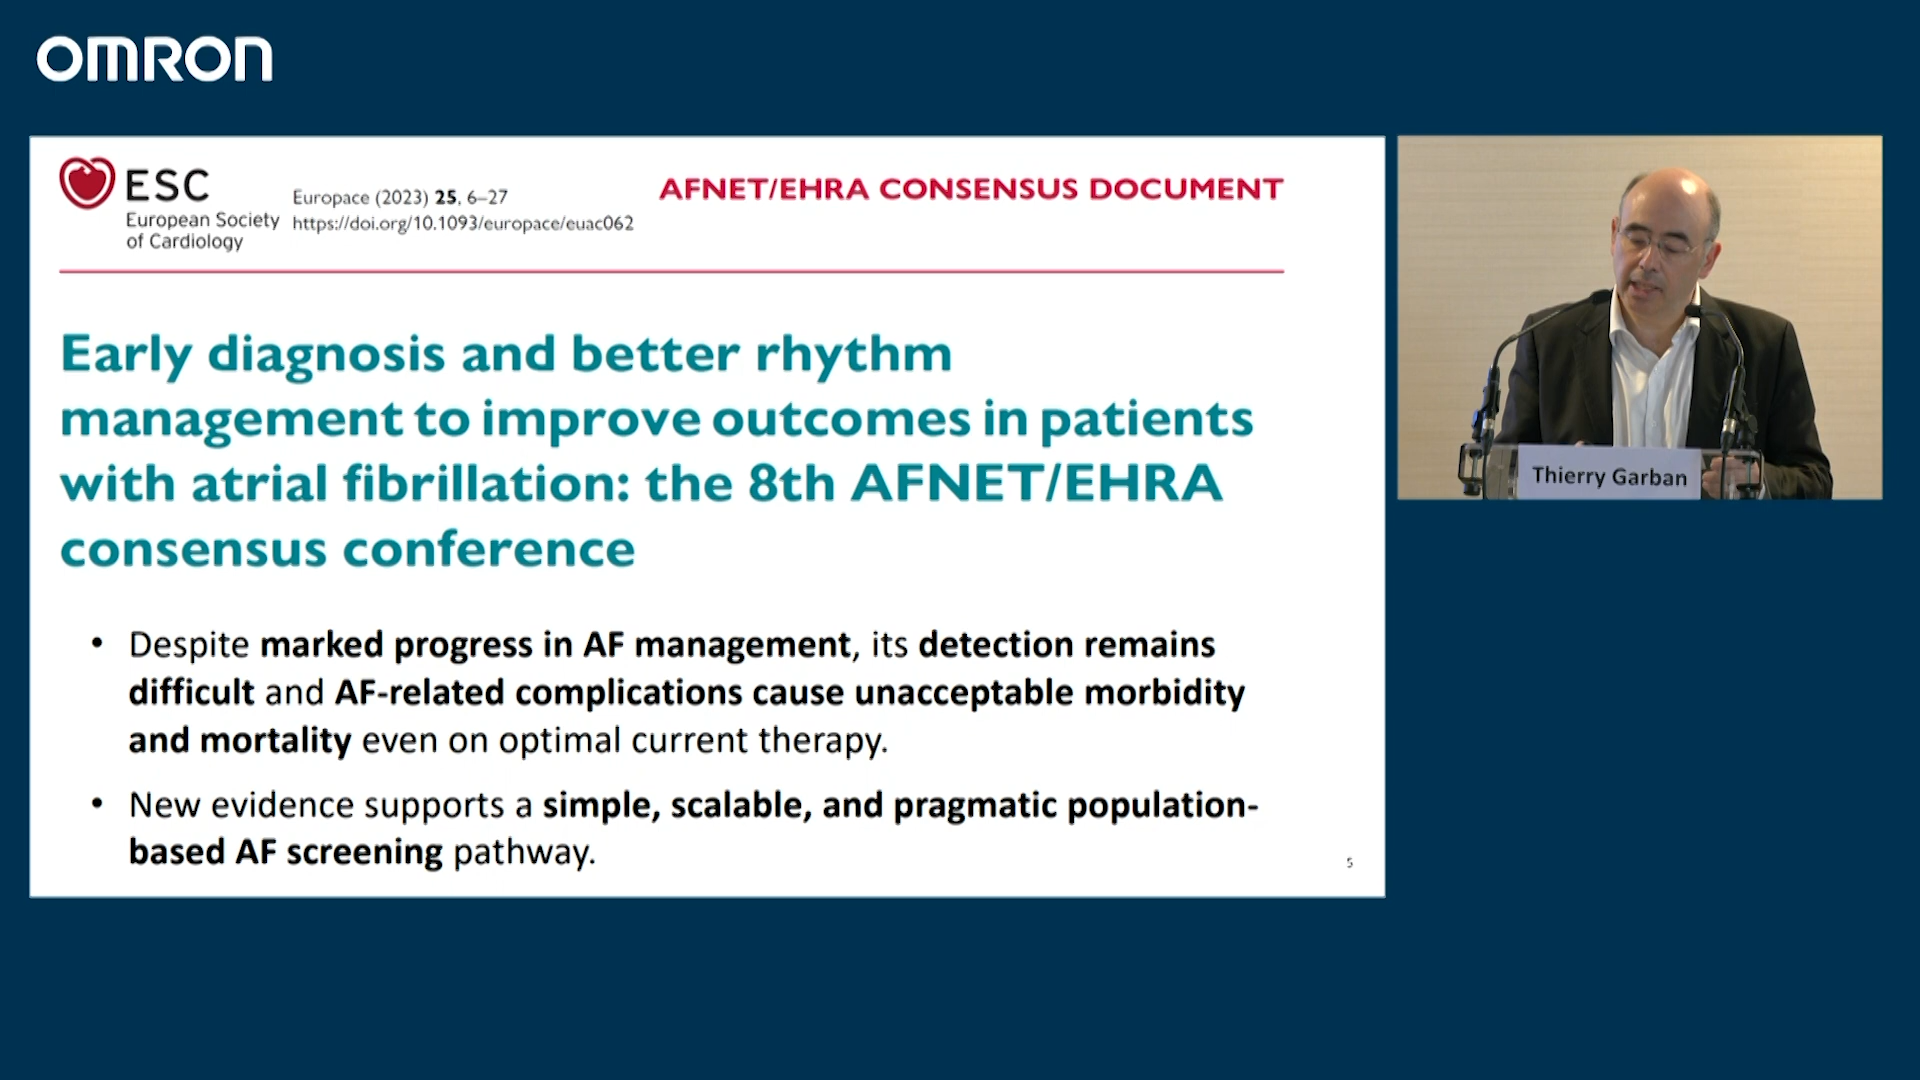 OMRON
ESC
European Society
of Cardiology
Europace (2023) 25, 6–27
https://doi.org/10.1093/europace/euac062
AFNET/EHRA CONSENSUS DOCUMENT
Early diagnosis and better rhythm
management to improve outcomes in patients
with atrial fibrillation: the 8th AFNET/EHRA
consensus conference
• Despite marked progress in AF management, its detection remains
difficult and AF-related complications cause unacceptable morbidity
and mortality even on optimal current therapy.
• New evidence supports a simple, scalable, and pragmatic population-
based AF screening pathway.
5
Thierry Garban